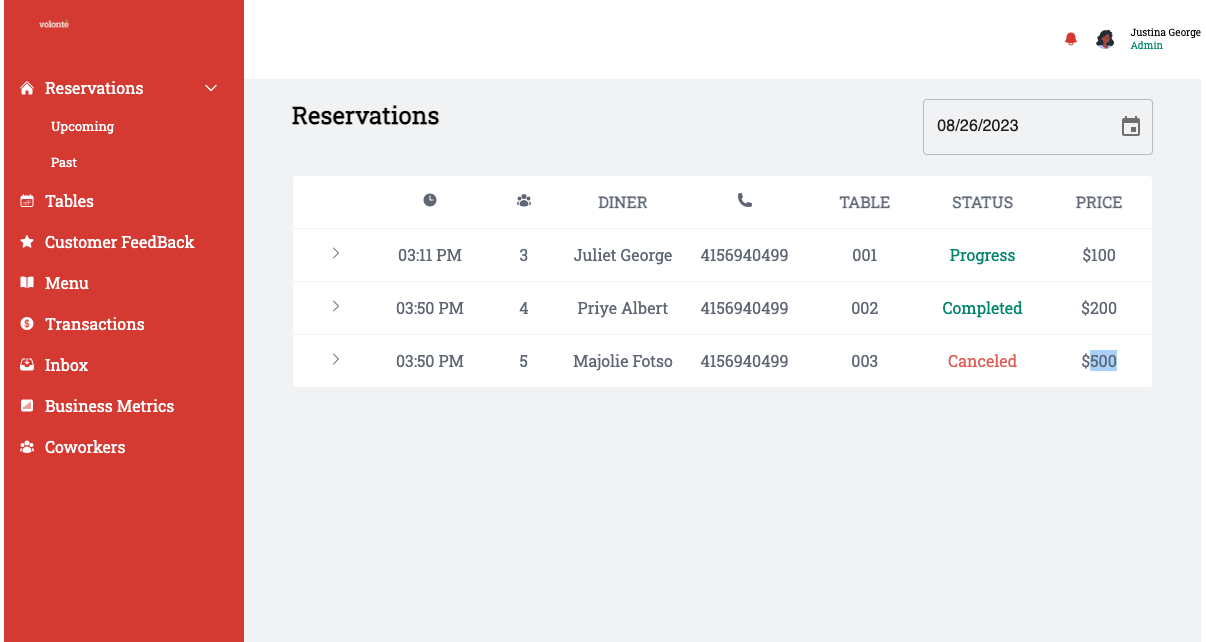 volonté
Justina George
Admin
Reservations
Upcoming
Past
Tables
Customer FeedBack
Menu
Transactions
Inbox
Business Metrics
Coworkers
Reservations
08/26/2023
DINER TABLE STATUS PRICE
03:11 PM 3 Juliet George 4156940499 001 Progress $100
03:50 PM 4 Priye Albert 4156940499 002 Completed $200
03:50 PM 5 Majolie Fotso 4156940499 003 Canceled $500